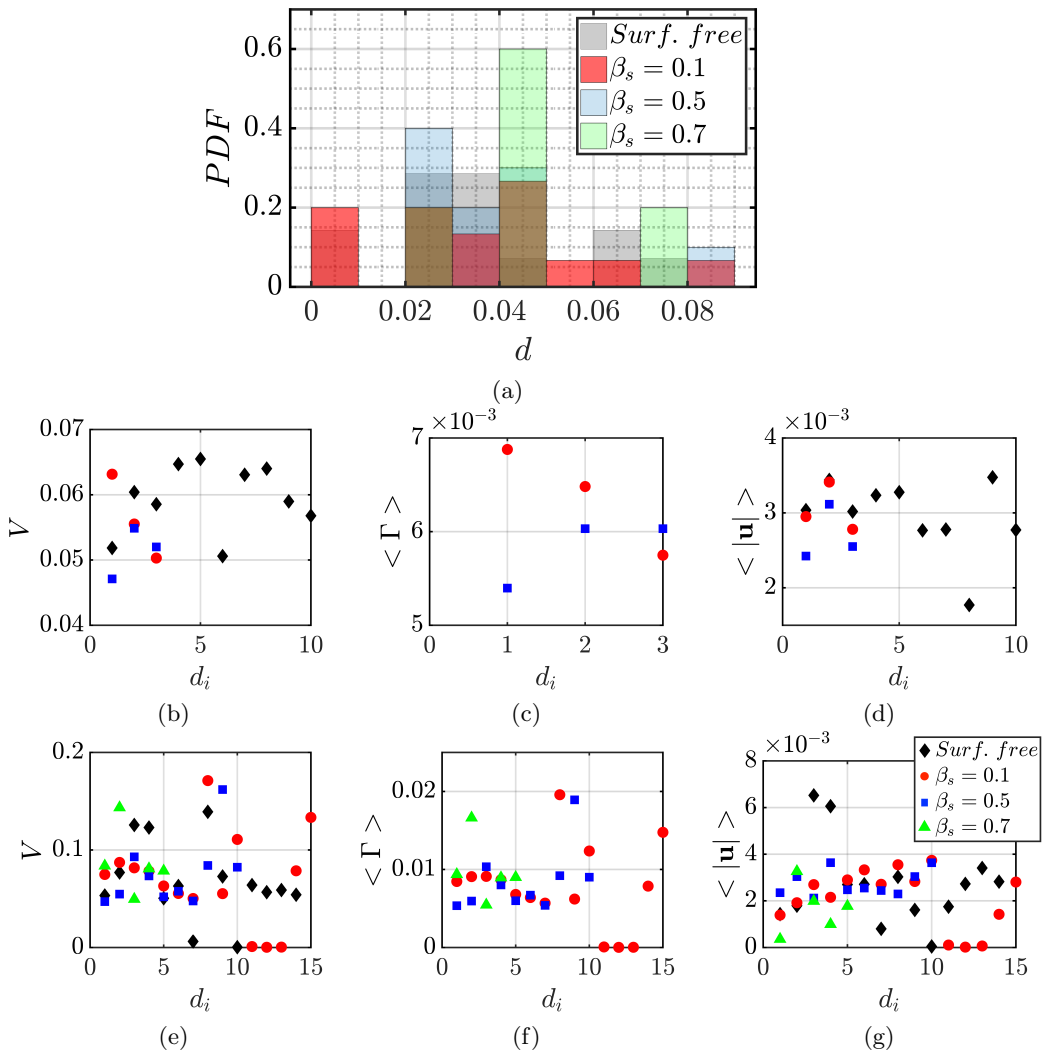 PDF
0.6
0.4
0.2
0
0 0.02 0.04 0.06 0.08
d
Surf. free
β_s = 0.1
β_s = 0.5
β_s = 0.7
(a)
V
0.07
0.06
0.05
0.04
0 5 10
d_i
(b)
< Γ >
×10⁻³
7
6
5
0 1 2 3
d_i
(c)
< |u| >
×10⁻³
4
3
2
0 5 10
d_i
(d)
V
0.2
0.1
0
0 5 10 15
d_i
(e)
< Γ >
0.02
0.01
0
0 5 10 15
d_i
(f)
< |u| >
×10⁻³
8
6
4
2
0
0 5 10 15
d_i
Surf. free
β_s = 0.1
β_s = 0.5
β_s = 0.7
(g)